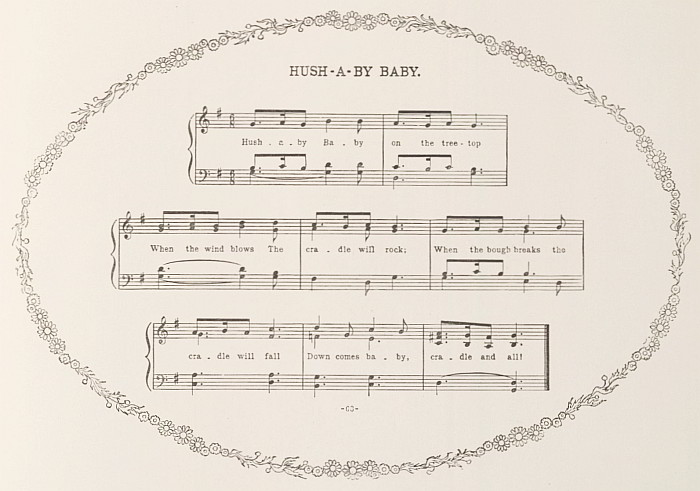 HUSH-A-BY BABY.
Hush-a-by Ba-by on the tree-top
When the wind blows The cra-dle will rock; When the bough breaks the
cra-dle will fall Down comes ba-by, cra-dle and all!
-63-